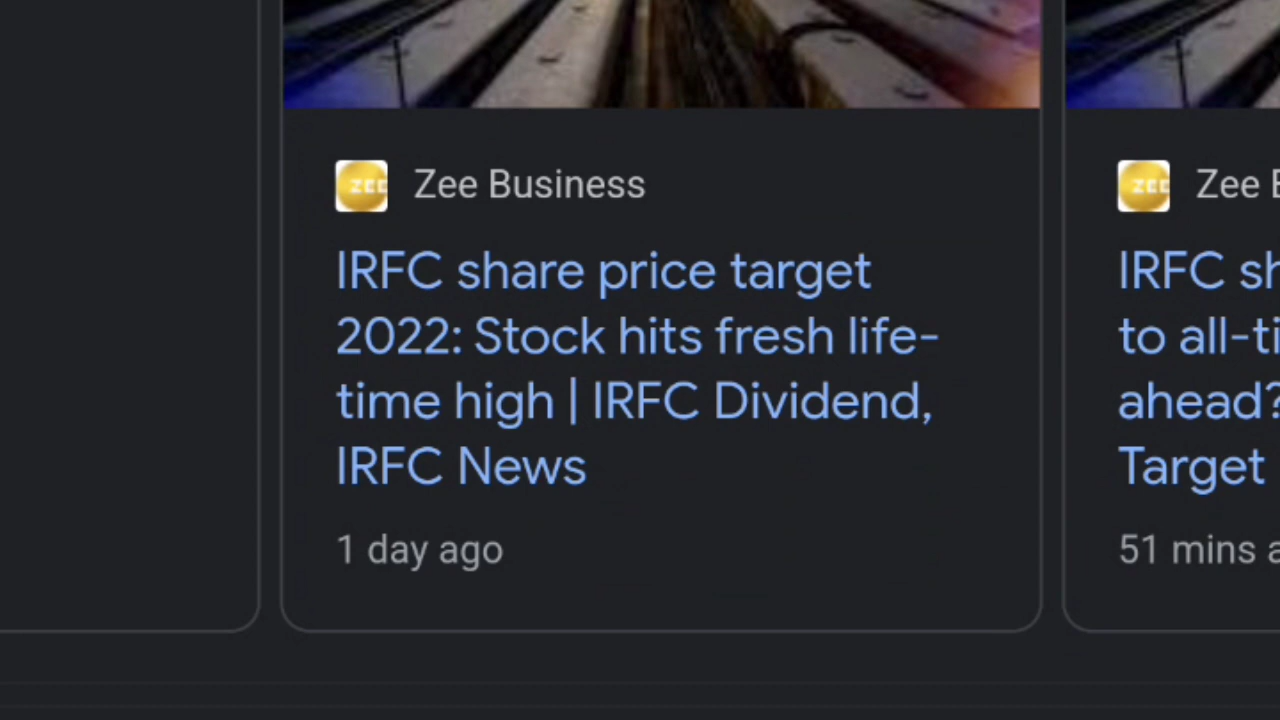 Zee Business
IRFC share price target
2022: Stock hits fresh life-
time high | IRFC Dividend,
IRFC News
1 day ago
Zee
IRFC
to all-
ahead?
Target
51 mins